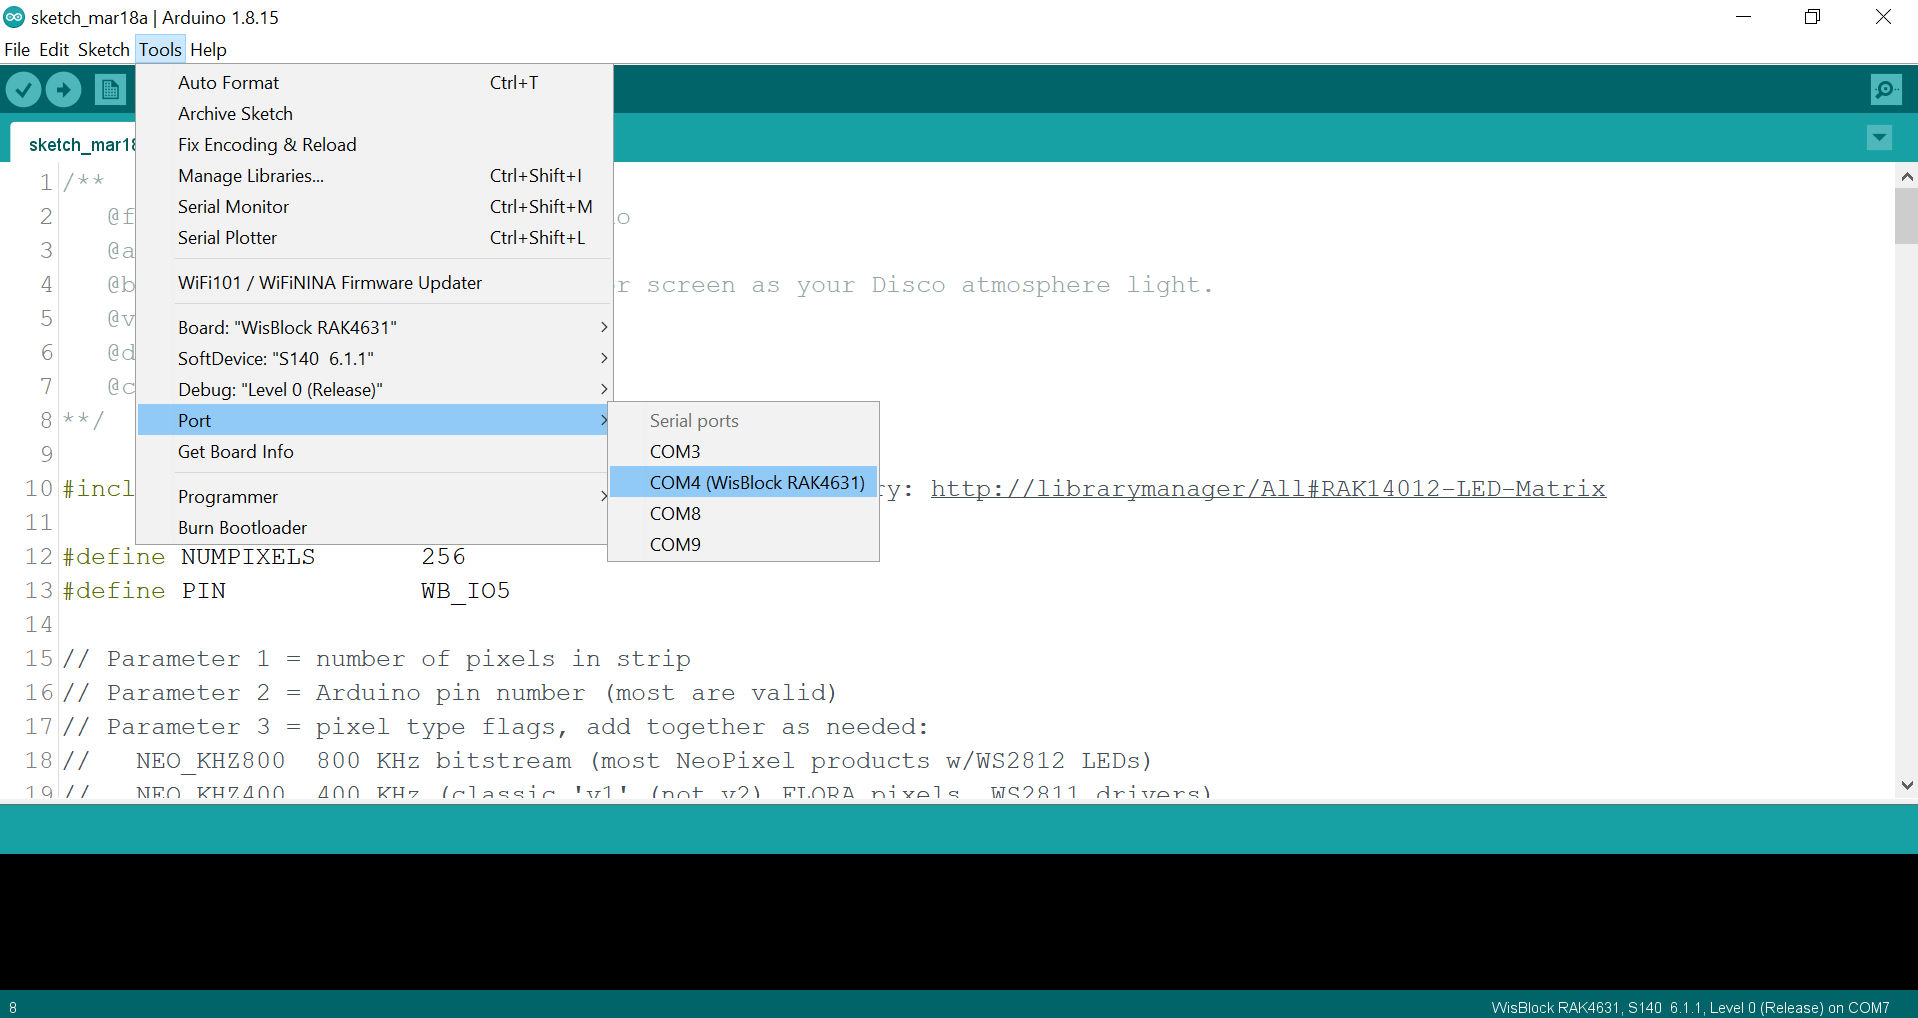 sketch_mar18a | Arduino 1.8.15
File Edit Sketch Tools Help
Auto Format Ctrl+T
Archive Sketch
Fix Encoding & Reload
Manage Libraries... Ctrl+Shift+I
Serial Monitor Ctrl+Shift+M
Serial Plotter Ctrl+Shift+L
WiFi101 / WiFiNINA Firmware Updater
Board: "WisBlock RAK4631"
SoftDevice: "S140 6.1.1"
Debug: "Level 0 (Release)"
Port
Get Board Info
Programmer
Burn Bootloader
Serial ports
COM3
COM4 (WisBlock RAK4631)
COM8
COM9
sketch_mar18
1 /**
2 @f o
3 @a
4 @b r screen as your Disco atmosphere light.
5 @v
6 @d
7 @c
8 **/
9
10 #incl y: http://librarymanager/All#RAK14012-LED-Matrix
11
12 #define NUMPIXELS 256
13 #define PIN WB_IO5
14
15 // Parameter 1 = number of pixels in strip
16 // Parameter 2 = Arduino pin number (most are valid)
17 // Parameter 3 = pixel type flags, add together as needed:
18 // NEO_KHZ800 800 KHz bitstream (most NeoPixel products w/WS2812 LEDs)
19 // NEO_KHZ400 400 KHz (classic 'v1' (not v2) FLORA pixels, WS2811 drivers)
8
WisBlock RAK4631, S140 6.1.1, Level 0 (Release) on COM7